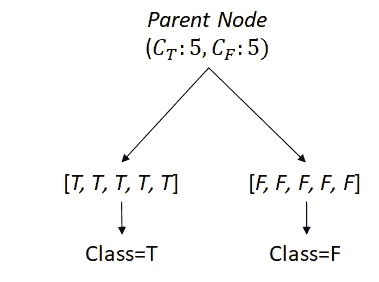 Parent Node
(C_T: 5, C_F: 5)
[T, T, T, T, T] [F, F, F, F, F]
Class=T Class=F